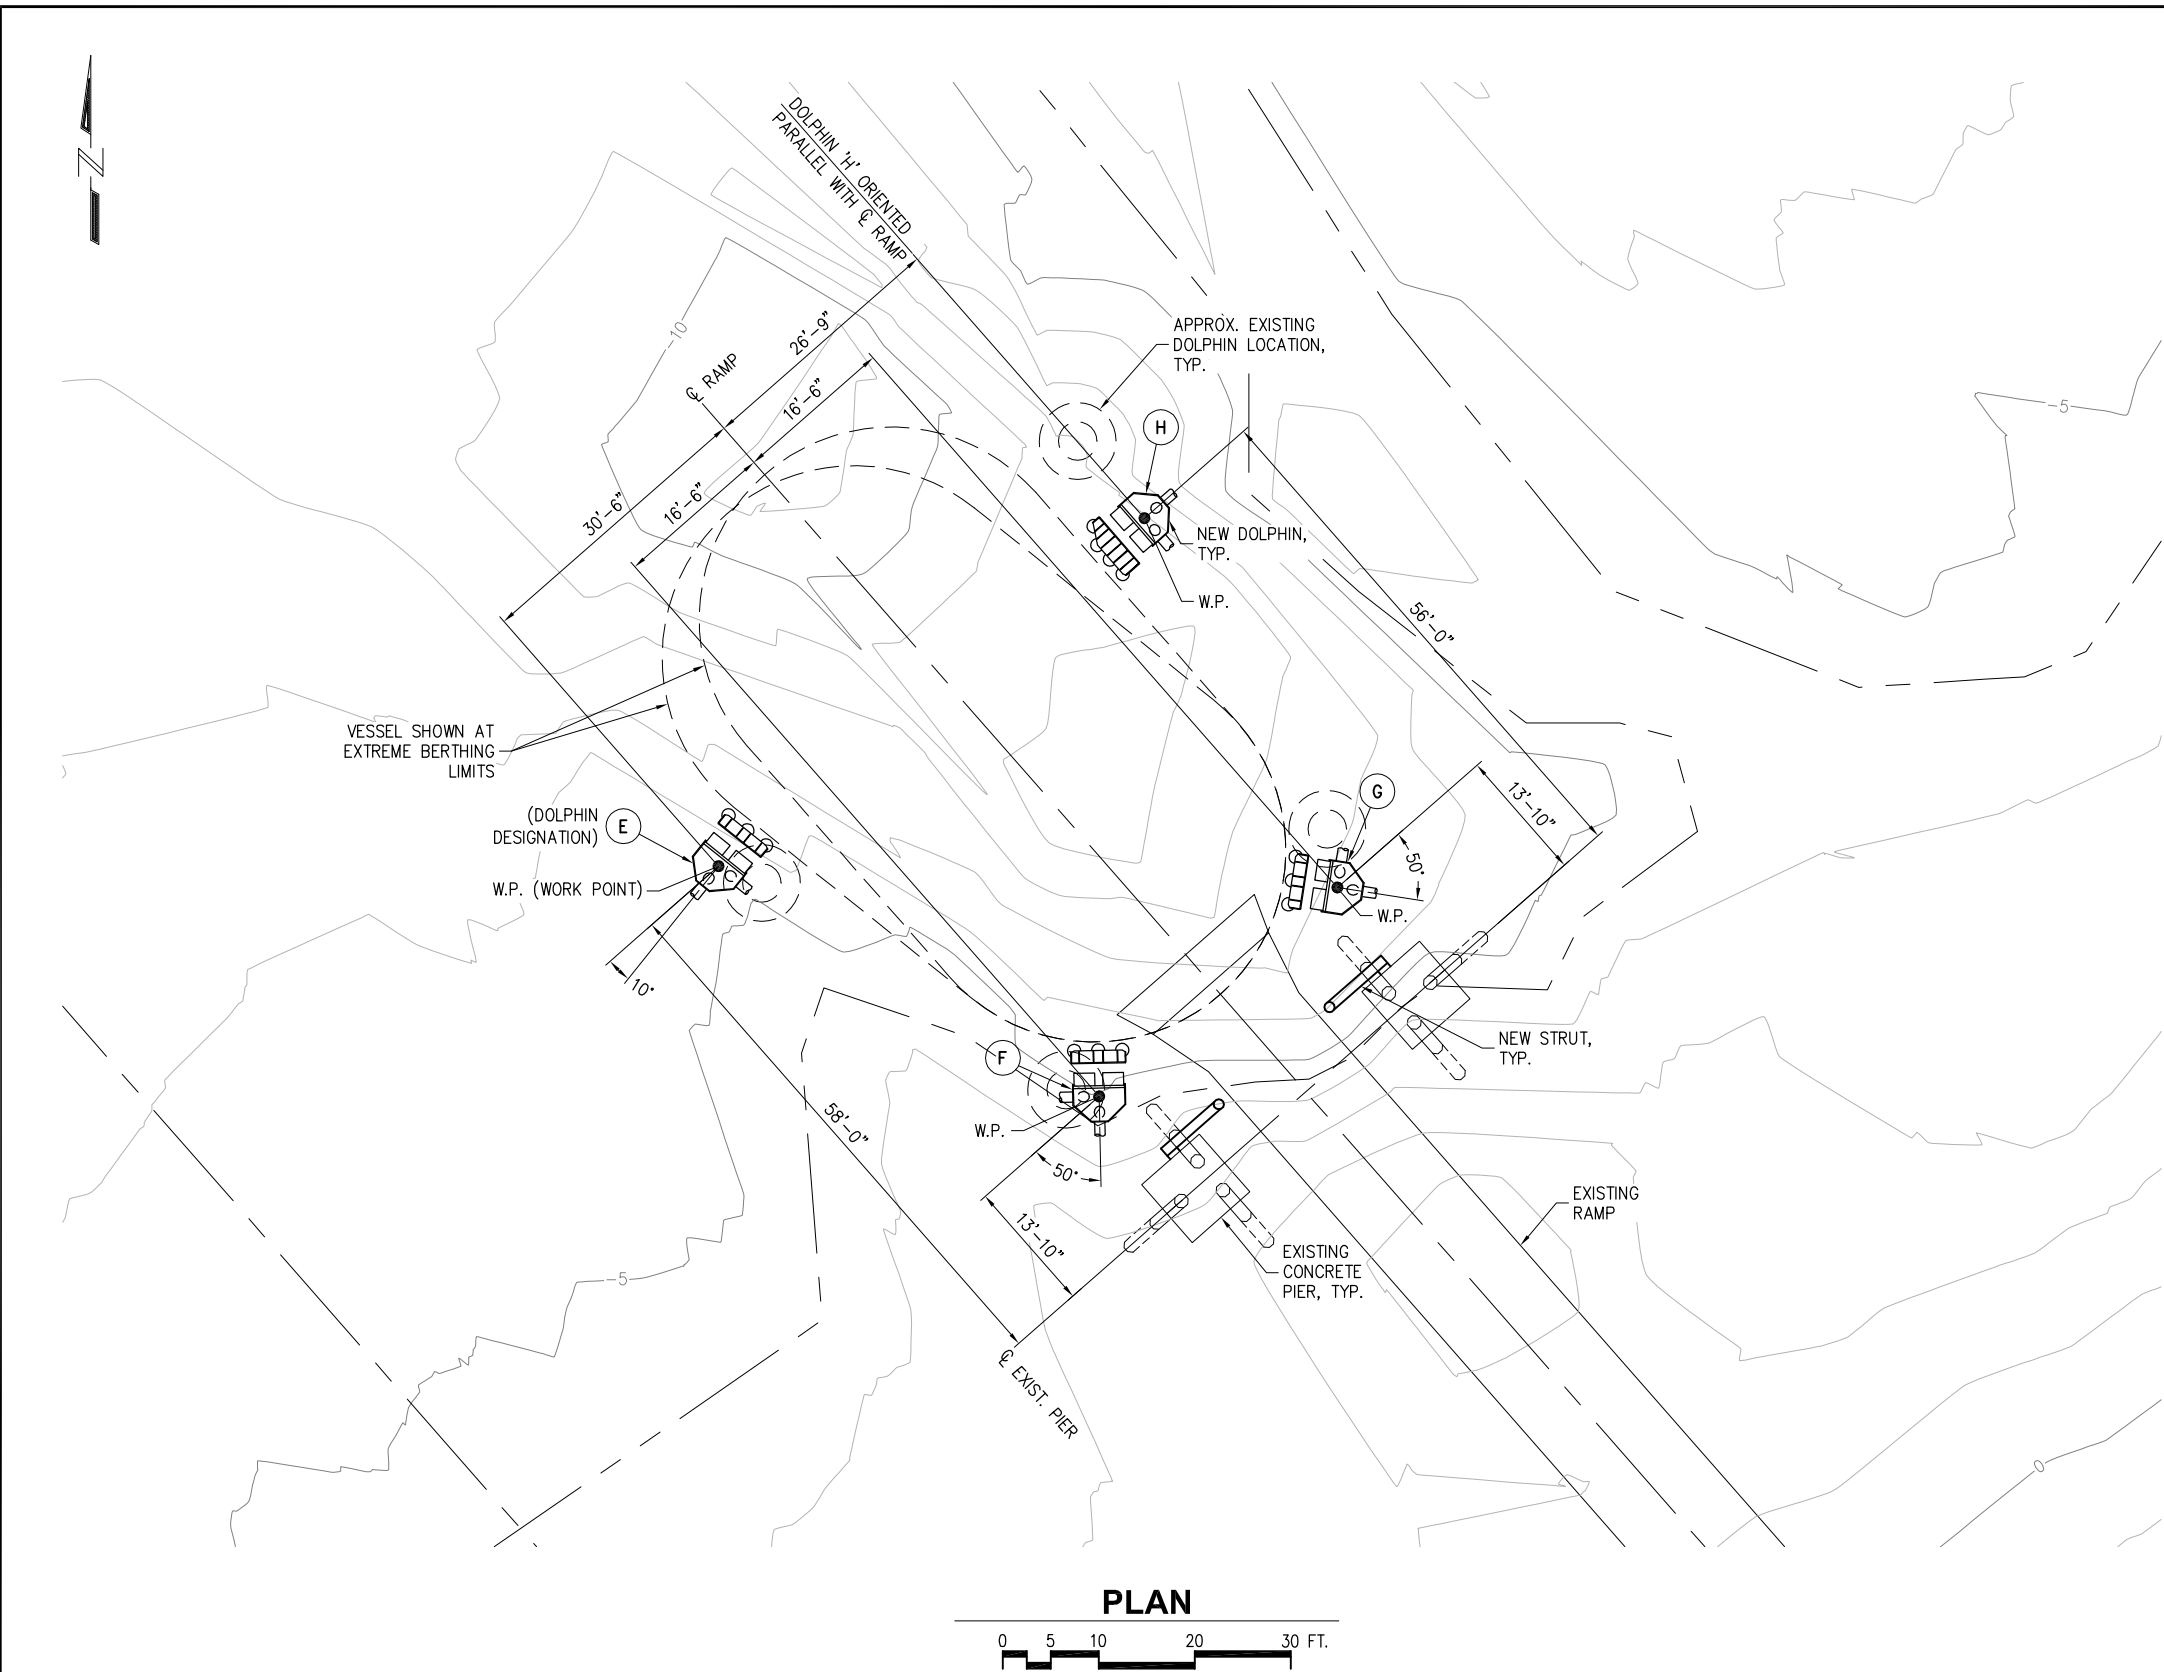 N
DOLPHIN 'H' ORIENTED
PARALLEL WITH ℄ RAMP
-10
26'-9"
℄ RAMP
16'-6"
APPROX. EXISTING
DOLPHIN LOCATION,
TYP.
-5
H
30'-6"
16'-6"
NEW DOLPHIN,
TYP.
W.P.
56'-0"
VESSEL SHOWN AT
EXTREME BERTHING
LIMITS
G
13'-10"
(DOLPHIN
DESIGNATION)
E
50°
W.P. (WORK POINT)
W.P.
10°
NEW STRUT,
TYP.
F
58'-0"
W.P.
50°
EXISTING
RAMP
13'-10"
EXISTING
CONCRETE
PIER, TYP.
-5
℄ EXIST. PIER
0
PLAN
0 5 10 20 30 FT.